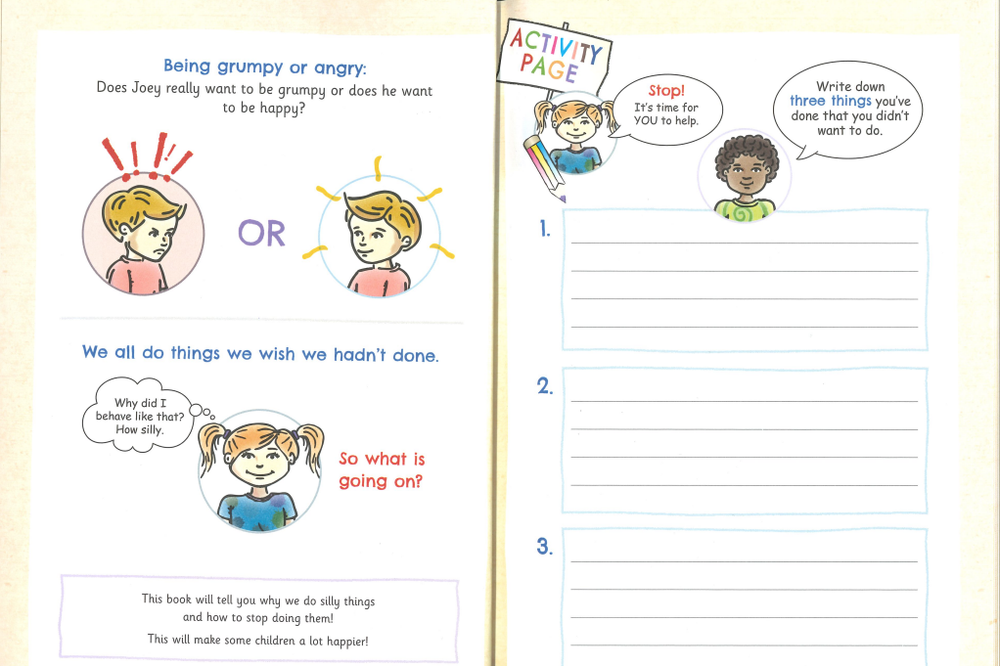 Being grumpy or angry:
Does Joey really want to be grumpy or does he want
to be happy?
OR
We all do things we wish we hadn't done.
Why did I
behave like that?
How silly.
So what is
going on?
This book will tell you why we do silly things
and how to stop doing them!
This will make some children a lot happier!
ACTIVITY
PAGE
Stop!
It's time for
YOU to help.
Write down
three things you've
done that you didn't
want to do.
1.
2.
3.